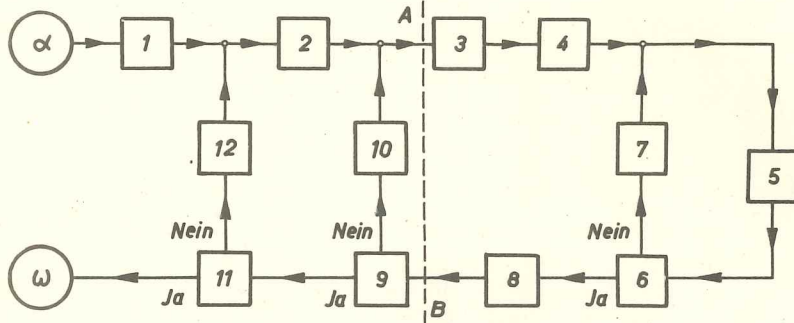 A
α 1 2 3 4
12 10 7 5
Nein Nein Nein
ω 11 9 8 6
Ja Ja B Ja